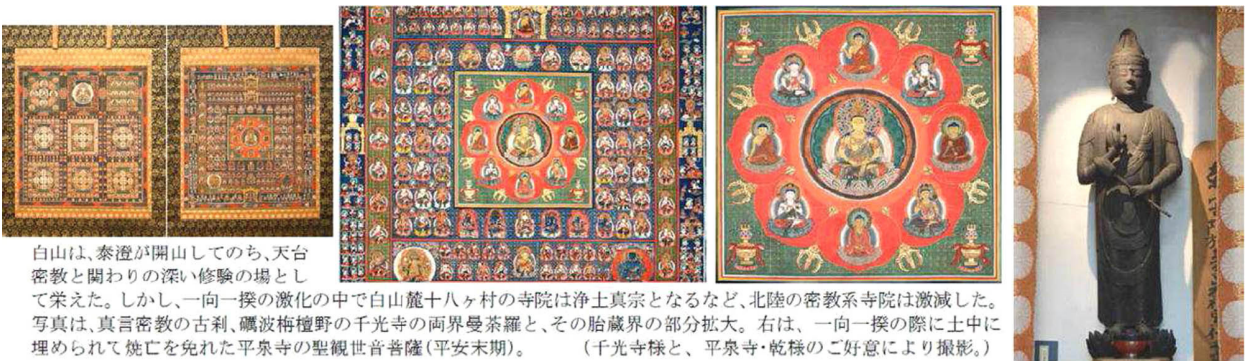 白山は、泰澄が開山してのち、天台
密教と関わりの深い修験の場とし
て栄えた。しかし、一向一揆の激化の中で白山麓十八ヶ村の寺院は浄土真宗となるなど、北陸の密教系寺院は激減した。
写真は、真言密教の古刹、礪波栴檀野の千光寺の両界曼荼羅と、その胎蔵界の部分拡大。右は、一向一揆の際に土中に
埋められて焼亡を免れた平泉寺の聖観世音菩薩(平安末期)。　　(千光寺様と、平泉寺・乾様のご好意により撮影。)